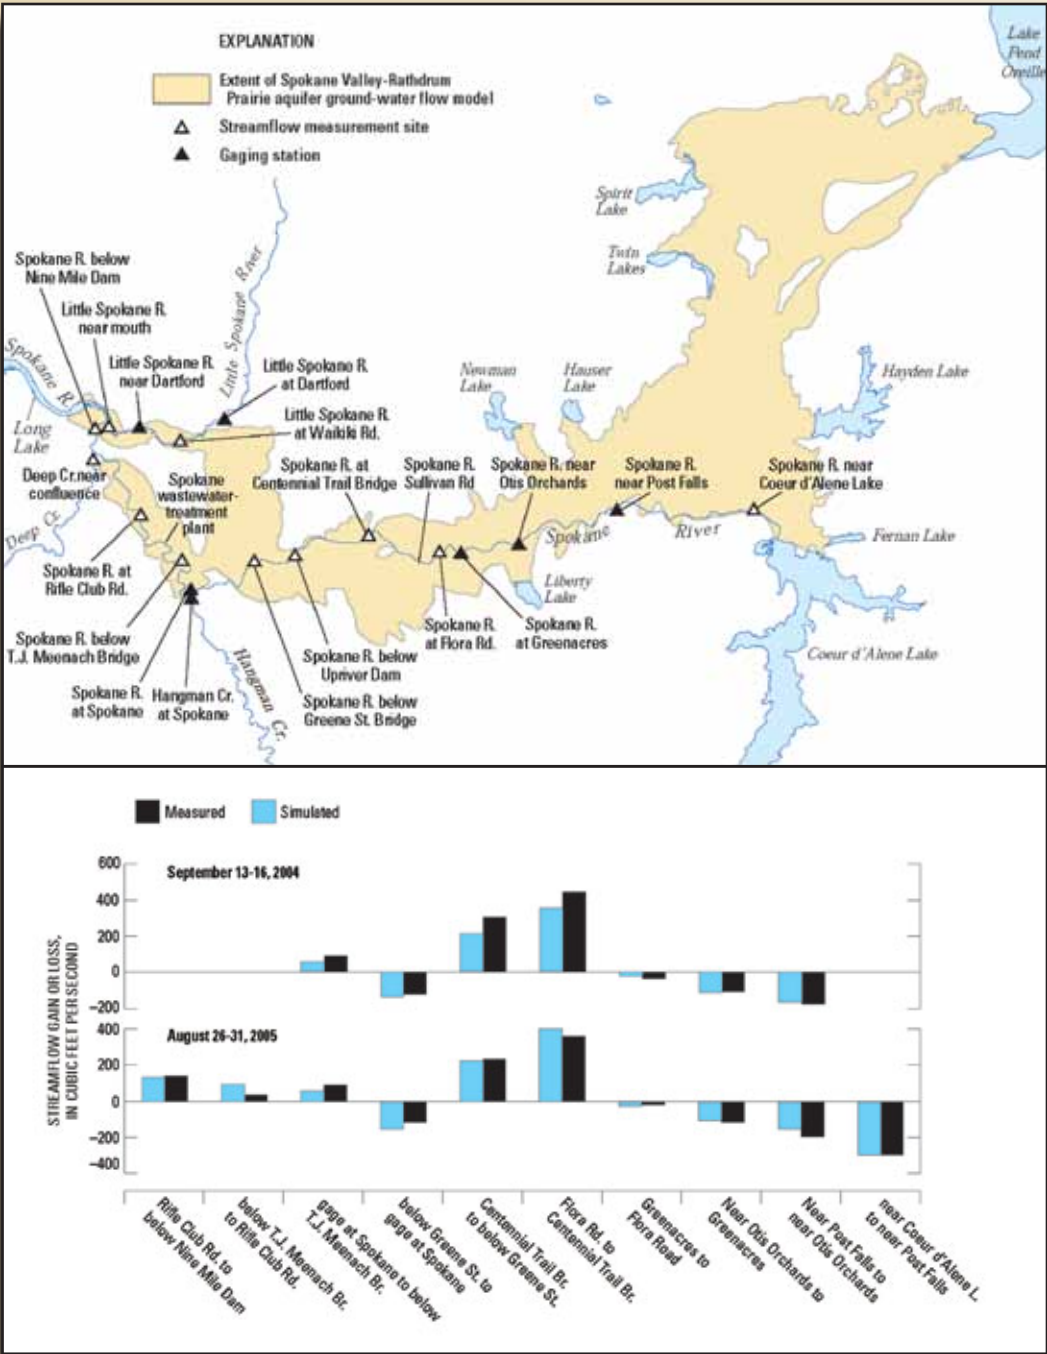 EXPLANATION
Extent of Spokane Valley-Rathdrum
Prairie aquifer ground-water flow model
Streamflow measurement site
Gaging station
Lake
Pend
Oreille
Spirit
Lake
Twin
Lakes
Spokane R. below
Nine Mile Dam
Little Spokane R.
near mouth
Little Spokane River
Spokane R.
Little Spokane R.
near Dartford
Little Spokane R.
at Dartford
Newman
Lake
Hauser
Lake
Hayden Lake
Long
Lake
Little Spokane R.
at Waikiki Rd.
Deep Cr. near
confluence
Spokane
wastewater-
treatment
plant
Spokane R. at
Centennial Trail Bridge
Spokane R.
Sullivan Rd
Spokane R. near
Otis Orchards
Spokane R.
near Post Falls
Spokane R. near
Coeur d'Alene Lake
Deep Cr.
Spokane
River
Fernan Lake
Spokane R. at
Rifle Club Rd.
Liberty
Lake
Spokane R. below
T.J. Meenach Bridge
Spokane R.
at Flora Rd.
Spokane R.
at Greenacres
Coeur d'Alene Lake
Spokane R.
at Spokane
Hangman Cr.
at Spokane
Hangman Cr.
Spokane R. below
Upriver Dam
Spokane R. below
Greene St. Bridge
Measured
Simulated
September 13-16, 2004
600
400
200
0
–200
August 26-31, 2005
400
200
0
–200
–400
STREAMFLOW GAIN OR LOSS,
IN CUBIC FEET PER SECOND
Rifle Club Rd. to
below Nine Mile Dam
below T.J. Meenach Br.
to Rifle Club Rd.
gage at Spokane to below
T.J. Meenach Br.
below Greene St. to
gage at Spokane
Centennial Trail Br.
to below Greene St.
Flora Rd. to
Centennial Trail Br.
Greenacres to
Flora Road
Near Otis Orchards to
Greenacres
Near Post Falls to
near Otis Orchards
near Coeur d'Alene L.
to near Post Falls